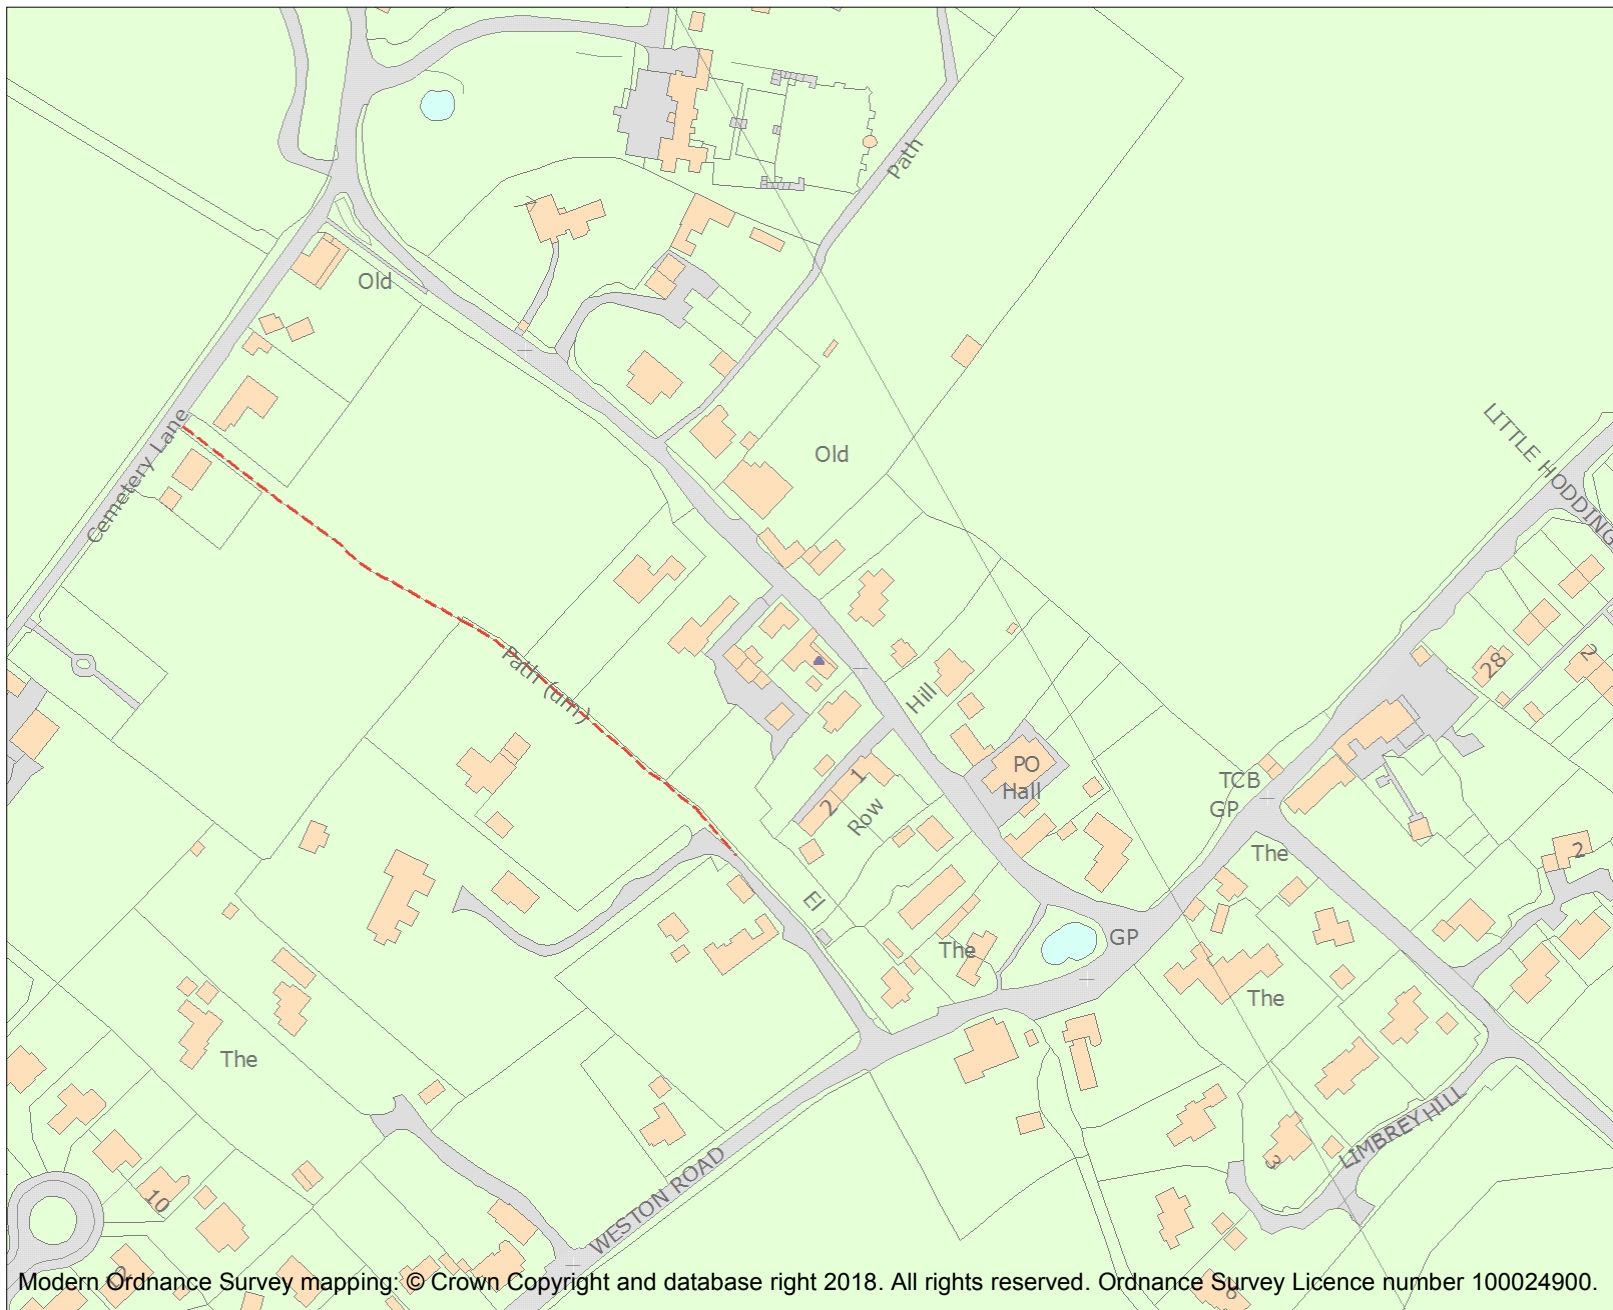 Path
Old
Cemetery Lane
Old
LITTLE HODDING
Path (um)
Hill
28
2
PO
Hall
TCB
GP
1
2
Row
The
2
El
GP
The
The
The
LIMBREY HILL
3
10
WESTON ROAD
Modern Ordnance Survey mapping: © Crown Copyright and database right 2018. All rights reserved. Ordnance Survey Licence number 100024900.